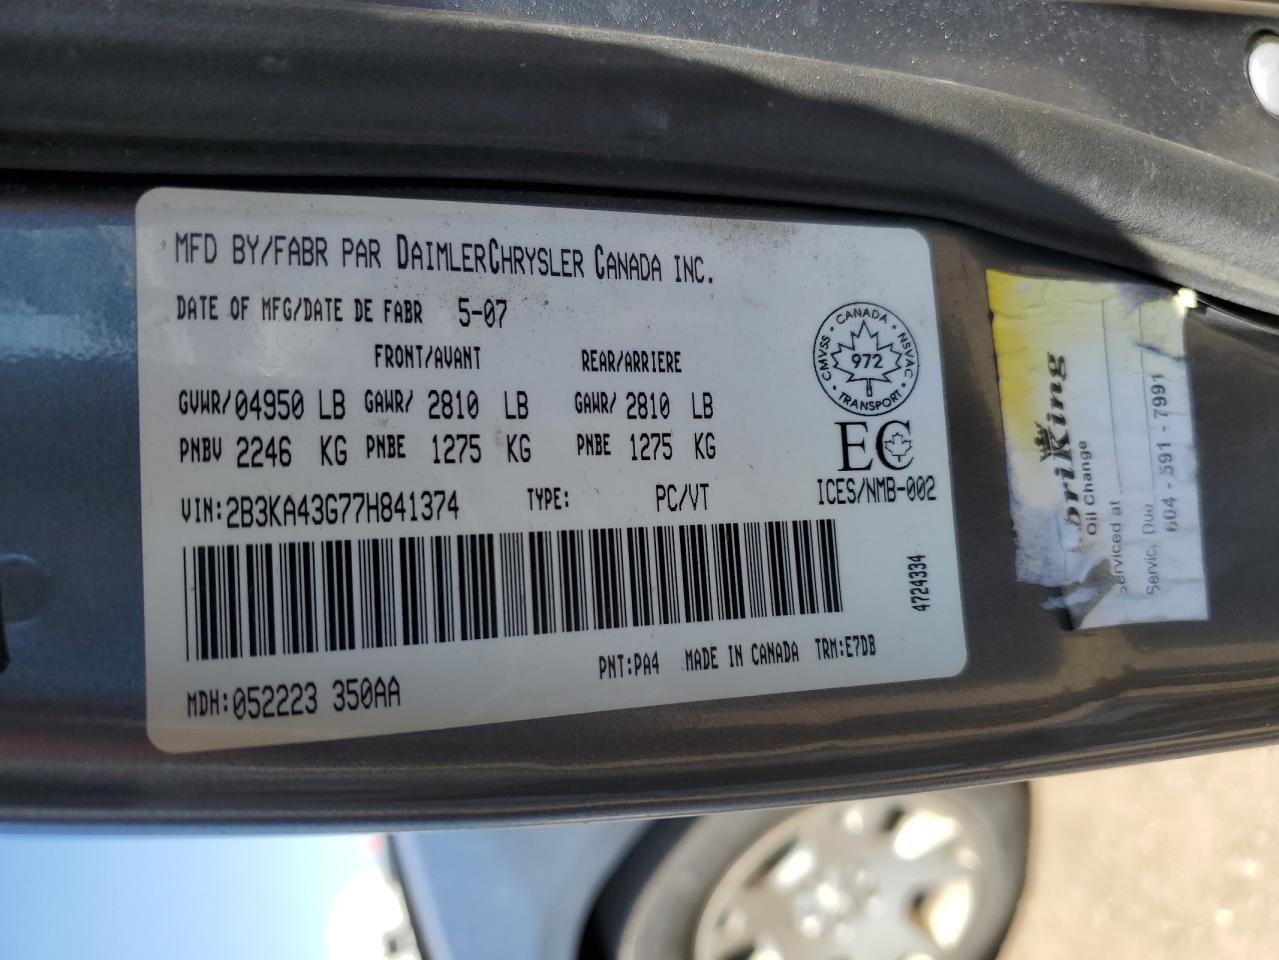 MFD BY/FABR PAR DAIMLERCHRYSLER CANADA INC.
DATE OF MFG/DATE DE FABR 5-07
FRONT/AVANT REAR/ARRIERE
GVWR/04950 LB GAWR/ 2810 LB GAWR/2810 LB
PNBV 2246 KG PNBE 1275 KG PNBE 1275 KG
VIN:2B3KA43G77H841374 TYPE: PC/VT
CANADA
CMVSS 972 NSVAC
TRANSPORT
EC
ICES/NMB-002
4724334
PNT:PA4 MADE IN CANADA TRM:E7DB
MDH:052223 350AA
briKing
Oil Change
erviced at
Servic. Due
604-591-7991